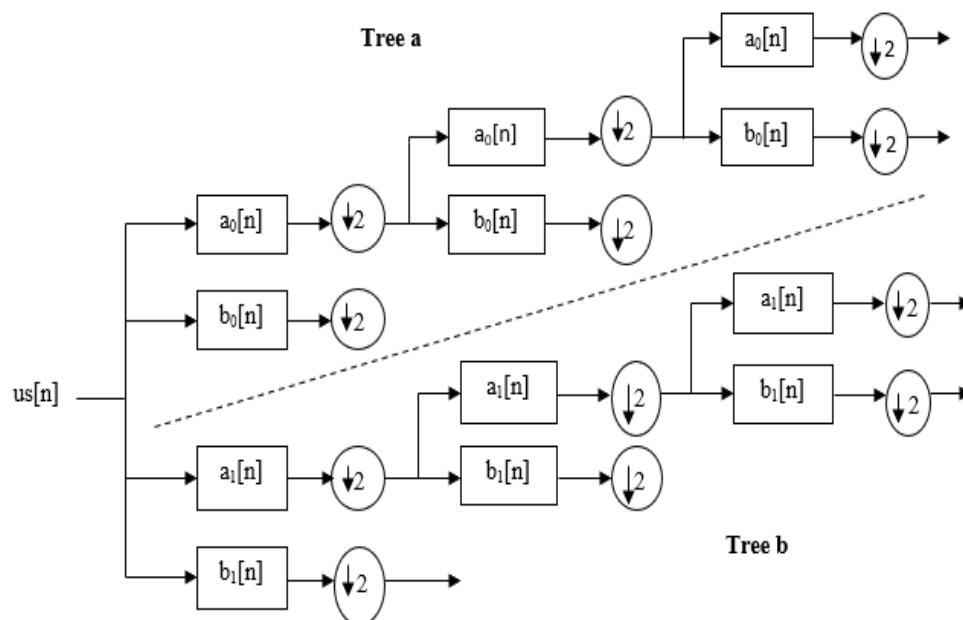 Tree a
a₀[n]
↓2
b₀[n]
↓2
a₀[n]
↓2
b₀[n]
↓2
a₀[n]
↓2
b₀[n]
↓2
us[n]
a₁[n]
↓2
b₁[n]
↓2
a₁[n]
↓2
b₁[n]
↓2
a₁[n]
↓2
b₁[n]
↓2
Tree b